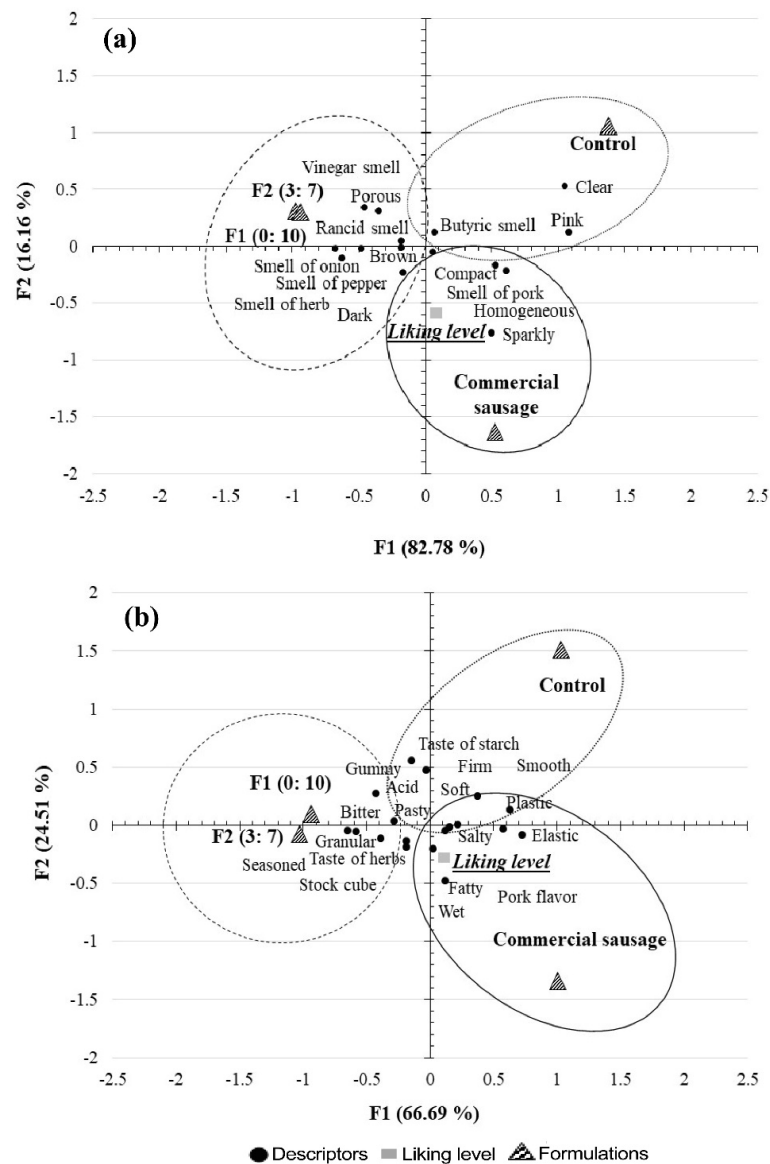 (a)
2
1.5
1
0.5
0
-0.5
-1
-1.5
-2
-2.5
-2
-1.5
-1
-0.5
0
0.5
1
1.5
2
2.5
F2 (16.16 %)
F1 (82.78 %)
Control
Vinegar smell
F2 (3: 7)
Porous
Clear
Pink
F1 (0: 10)
Rancid smell
Butyric smell
Brown
Smell of onion
Compact
Smell of pepper
Smell of pork
Smell of herb
Homogeneous
Dark
Liking level
Sparkly
Commercial
sausage
(b)
2
1.5
1
0.5
0
-0.5
-1
-1.5
-2
-2.5
-2
-1.5
-1
-0.5
0
0.5
1
1.5
2
2.5
F2 (24.51 %)
F1 (66.69 %)
Control
Taste of starch
Gummy
Firm
Smooth
F1 (0: 10)
Acid
Soft
Bitter
Pasty
Plastic
F2 (3: 7)
Granular
Salty
Elastic
Seasoned
Taste of herbs
Liking level
Stock cube
Fatty
Pork flavor
Wet
Commercial sausage
Descriptors
Liking level
Formulations